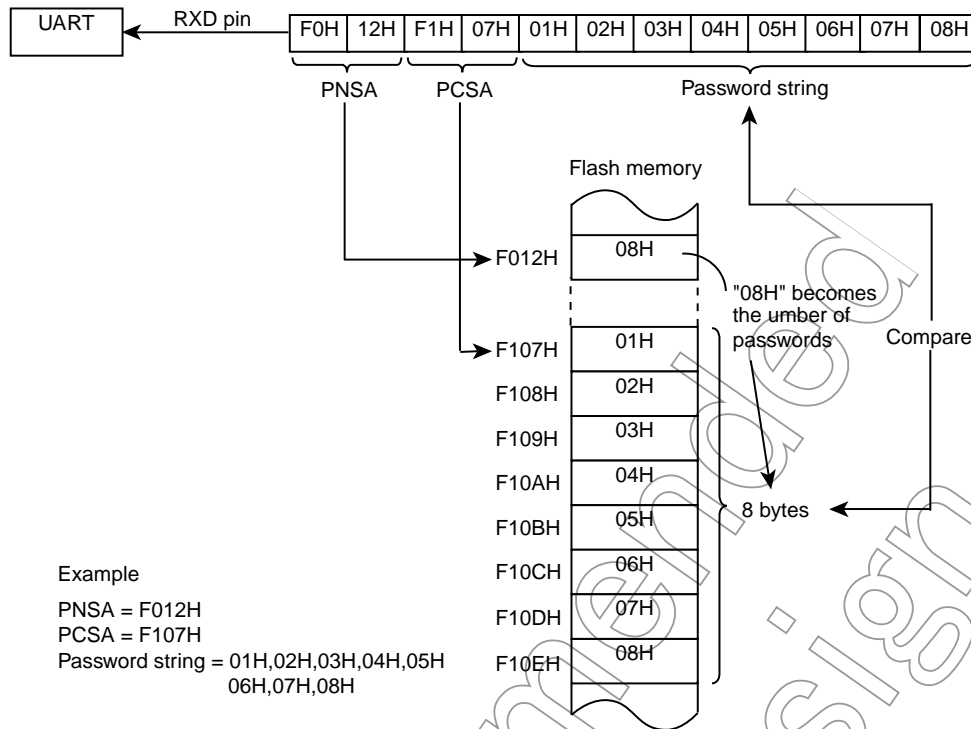 UART
RXD pin
F0H 12H F1H 07H 01H 02H 03H 04H 05H 06H 07H 08H
PNSA PCSA Password string
Flash memory
F012H 08H
"08H" becomes
the umber of
passwords
Compare
F107H 01H
F108H 02H
F109H 03H
F10AH 04H
8 bytes
F10BH 05H
F10CH 06H
F10DH 07H
F10EH 08H
Example
PNSA = F012H
PCSA = F107H
Password string = 01H,02H,03H,04H,05H
06H,07H,08H